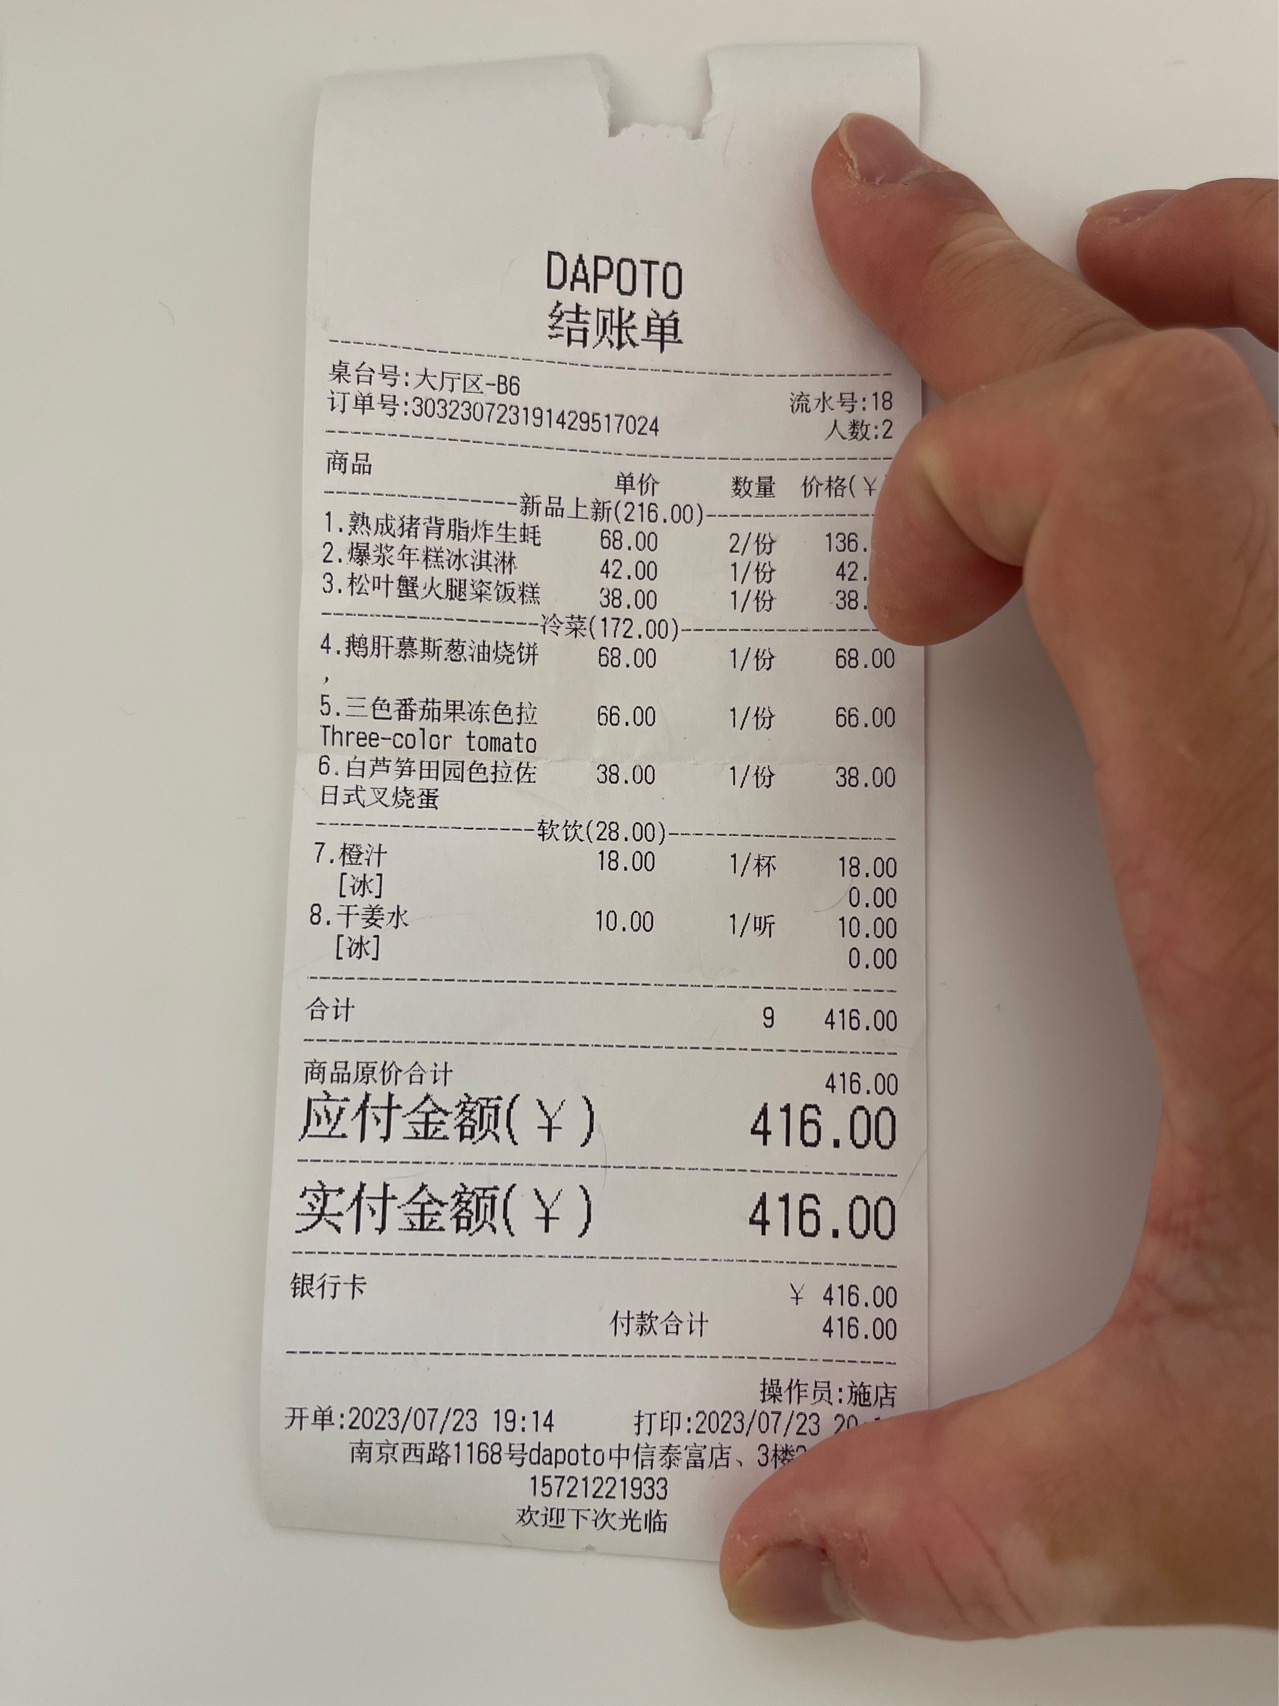 DAPOTO
结账单
桌台号:大厅区-B6 流水号:18
订单号:303230723191429517024 人数:2
商品 单价 数量 价格(¥
新品上新(216.00)
1.熟成猪背脂炸生蚝 68.00 2/份 136.
2.爆浆年糕冰淇淋 42.00 1/份 42.
3.松叶蟹火腿粢饭糕 38.00 1/份 38.
冷菜(172.00)
4.鹅肝慕斯葱油烧饼 68.00 1/份 68.00
,
5.三色番茄果冻色拉 66.00 1/份 66.00
Three-color tomato
6.白芦笋田园色拉佐 38.00 1/份 38.00
日式叉烧蛋
软饮(28.00)
7.橙汁 18.00 1/杯 18.00
[冰] 0.00
8.干姜水 10.00 1/听 10.00
[冰] 0.00
合计 9 416.00
商品原价合计 416.00
应付金额(¥) 416.00
实付金额(¥) 416.00
银行卡 ¥ 416.00
付款合计 416.00
操作员:施店
开单:2023/07/23 19:14 打印:2023/07/23
南京西路1168号dapoto中信泰富店、3楼
15721221933
欢迎下次光临